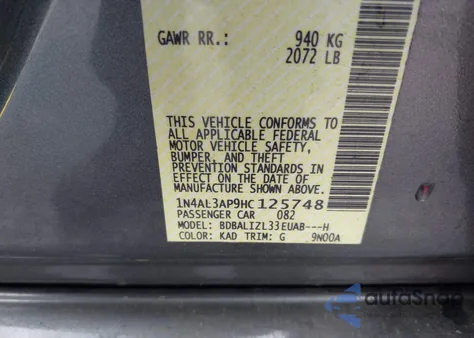 GAWR RR.: 940 KG
2072 LB
THIS VEHICLE CONFORMS TO
ALL APPLICABLE FEDERAL
MOTOR VEHICLE SAFETY,
BUMPER, AND THEFT
PREVENTION STANDARDS IN
EFFECT ON THE DATE OF
MANUFACTURE SHOWN ABOVE.
1N4AL3AP9HC125748
PASSENGER CAR 082
MODEL: BDBALIZL33EUAB---H
COLOR: KAD TRIM: G 9N00A
autoSnap